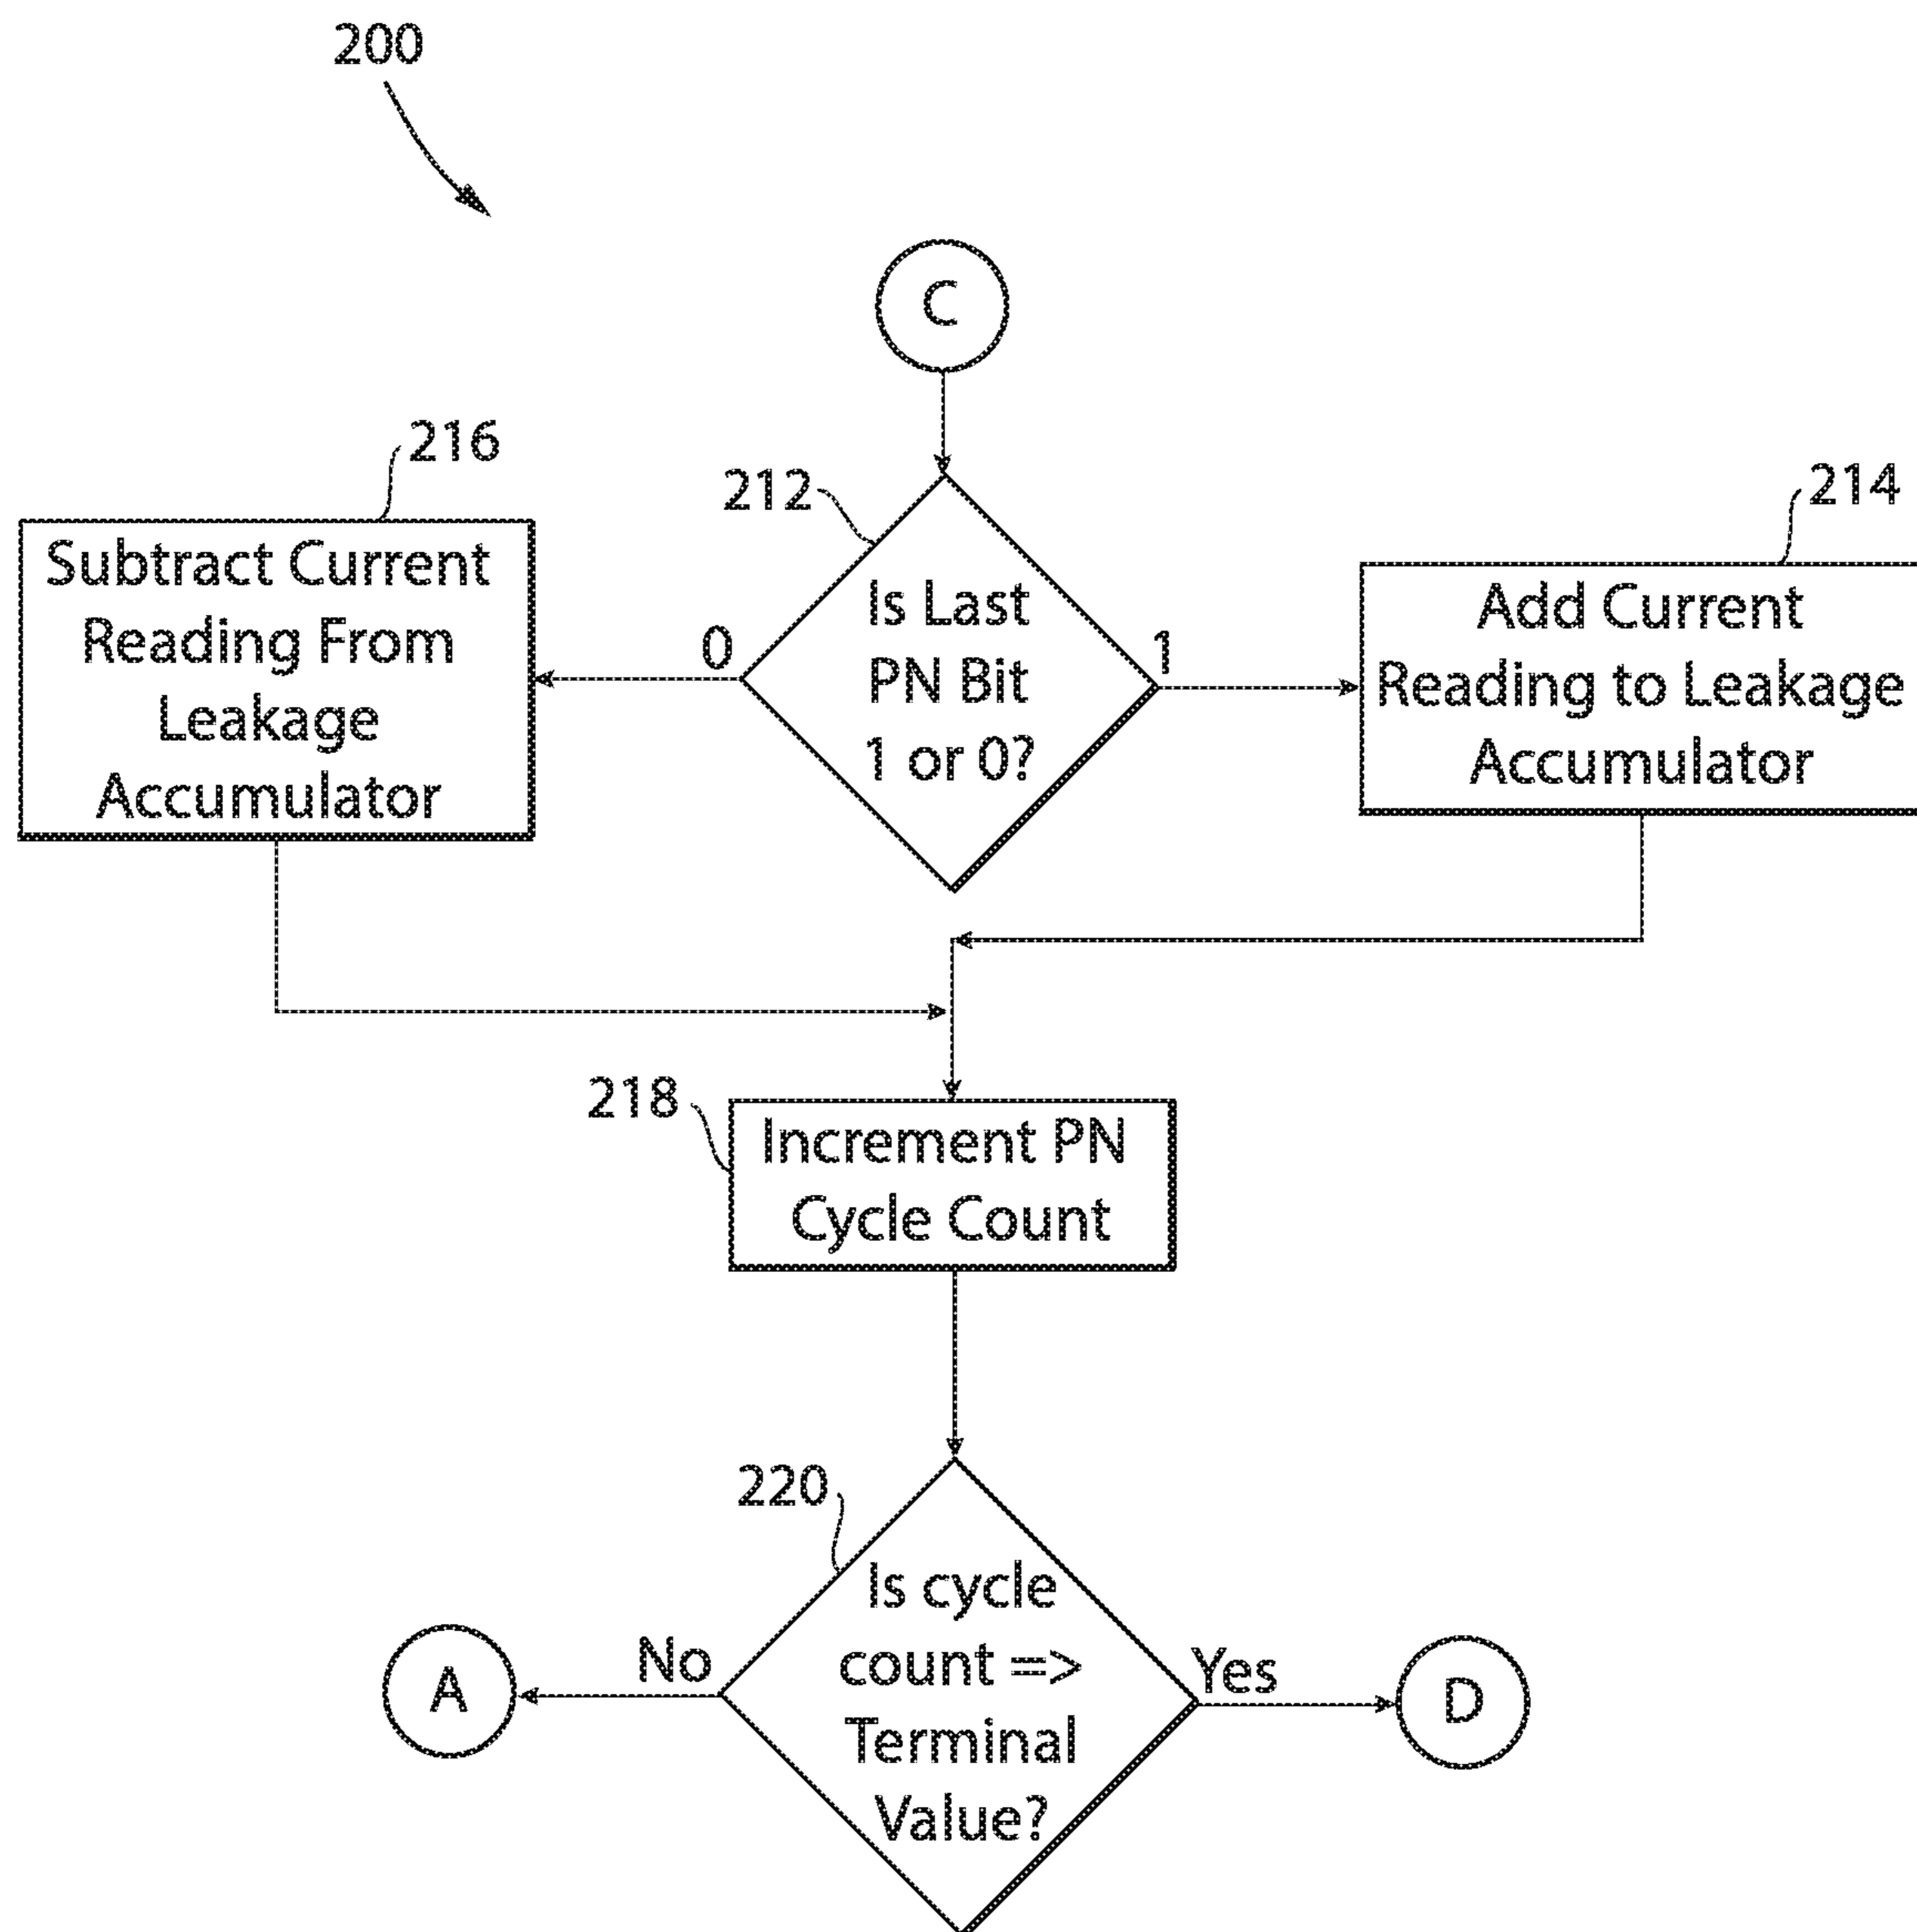 200
C
216
Subtract Current
Reading From
Leakage
Accumulator
212
Is Last
PN Bit
1 or 0?
0
1
214
Add Current
Reading to Leakage
Accumulator
218
Increment PN
Cycle Count
220
Is cycle
count =>
Terminal
Value?
No
A
Yes
D